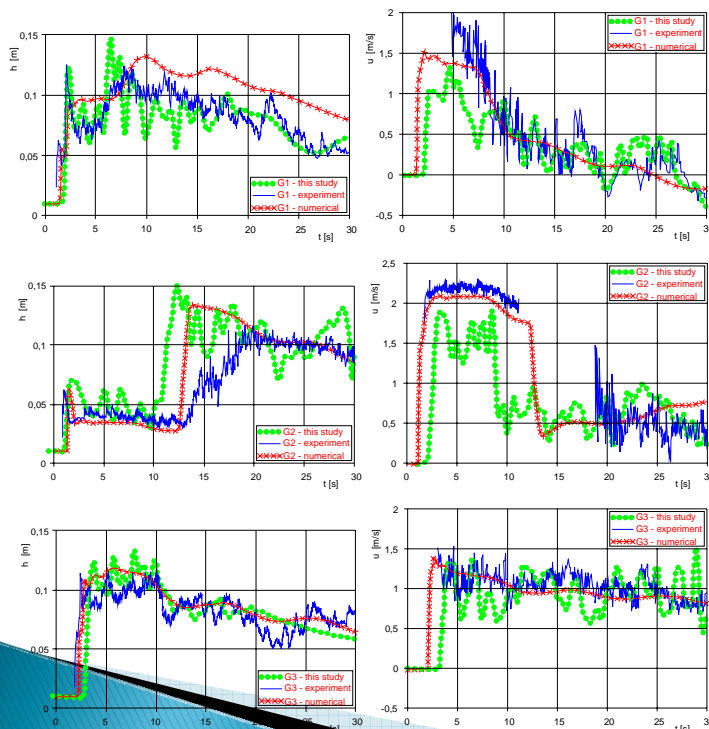 h [m]
0,15
0,1
0,05
0
G1 - this study
G1 - experiment
G1 - numerical
0 5 10 15 20 25 30
t [s]
u [m/s]
2
1,5
1
0,5
0
-0,5
G1 - this study
G1 - experiment
G1 - numerical
0 5 10 15 20 25 30
t [s]
h [m]
0,15
0,1
0,05
0
G2 - this study
G2 - experiment
G2 - numerical
0 5 10 15 20 25 30
t [s]
u [m/s]
2,5
2
1,5
1
0,5
0
G2 - this study
G2 - experiment
G2 - numerical
0 5 10 15 20 25 3
t [s]
h [m]
0,15
0,1
0,05
0
G3 - this study
G3 - experiment
G3 - numerical
0 5 10 15 20 25 30
t [s]
u [m/s]
2
1,5
1
0,5
0
-0,5
G3 - this study
G3 - experiment
G3 - numerical
0 5 10 15 20 25 3
t [s]